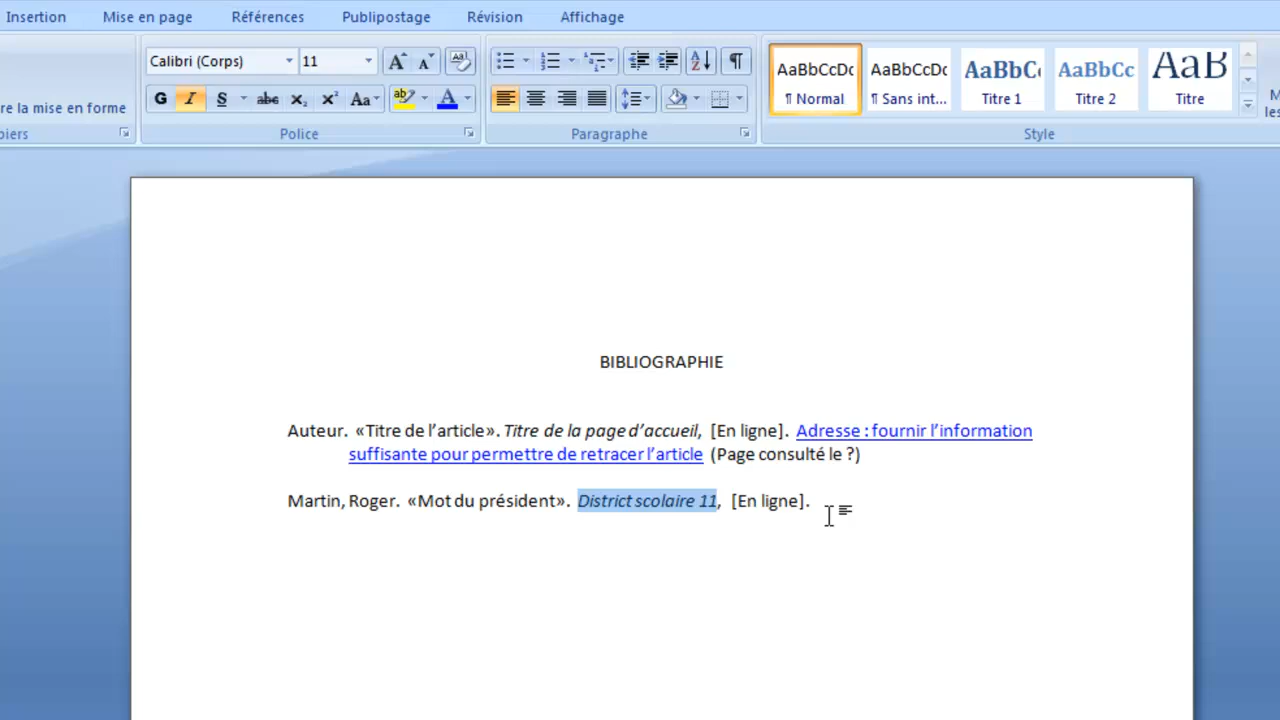 Insertion Mise en page Références Publipostage Révision Affichage
Calibri (Corps) 11 A A Aa
AaBbCcDc AaBbCcDc AaBbC AaBbCc AaB
re la mise en forme G I S abc x₂ x² Aa ab A
¶ Normal ¶ Sans int... Titre 1 Titre 2 Titre
piers Police Paragraphe Style
BIBLIOGRAPHIE
Auteur. «Titre de l’article». Titre de la page d’accueil, [En ligne]. Adresse : fournir l’information
suffisante pour permettre de retracer l’article (Page consulté le ?)
Martin, Roger. «Mot du président». District scolaire 11, [En ligne].